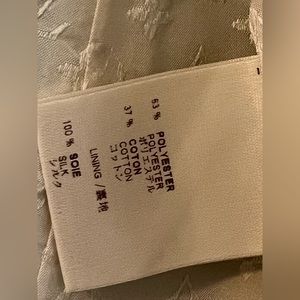 63 % POLYESTER
POLYESTER
ポリエステル
37 % COTON
COTTON
コットン
LINING / 裏地
100 % SOIE
SILK
シルク